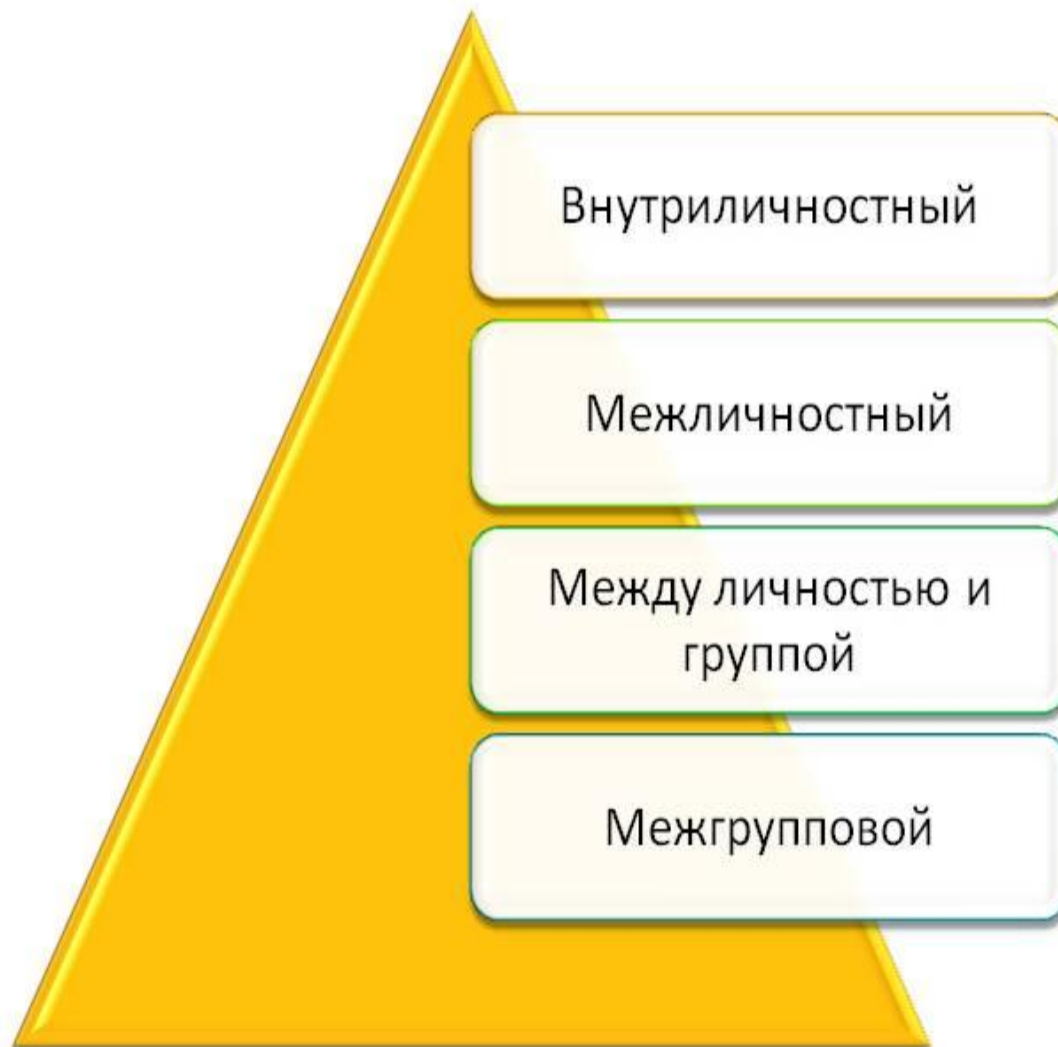 Внутриличностный
Межличностный
Между личностью и
группой
Межгрупповой